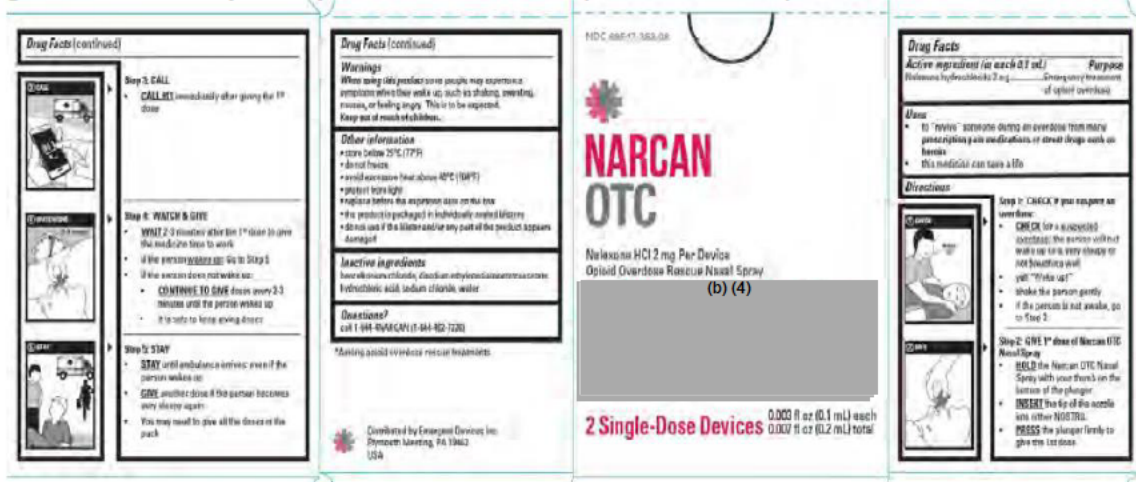 Drug Facts (continued)
CALL
Step 3: CALL
• CALL 911 immediately after giving the 1st
dose
Step 4: WATCH & GIVE
• WAIT 2-3 minutes after the 1st dose to give
the medicine time to work
• if the person wakes up: Go to Step 5
• if the person does not wake up:
• CONTINUE TO GIVE doses every 2-3
minutes until the person wakes up
• it is safe to keep giving doses
STAY
Step 5: STAY
• STAY until ambulance arrives: even if the
person wakes up
• GIVE another dose if the person becomes
very sleepy again
• You may need to give all the doses in the
pack
Drug Facts (continued)
Warnings
When using this product some people may experience
symptoms when they wake up, such as shaking, sweating,
nausea, or feeling angry. This is to be expected.
Keep out of reach of children.
Other information
• store below 25°C (77°F)
• do not freeze
• avoid excessive heat above 40°C (104°F)
• protect from light
• replace before the expiration date on the box
• the product is packaged in individually sealed blisters
• do not use if the blister and/or any part of the product appears
damaged
Inactive ingredients
benzalkonium chloride, disodium
hydrochloric acid, sodium chloride, water
Questions?
call 1-844-4NARCAN
*Among opioid overdose rescue treatments
Distributed by Emergent Devices Inc.
Plymouth Meeting, PA 19462
USA
NDC
NARCAN
OTC
Naloxone HCl 2 mg Per Device
Opioid Overdose Rescue Nasal Spray
(b) (4)
2 Single-Dose Devices
0.003 fl oz (0.1 mL) each
0.007 fl oz (0.2 mL) total
Drug Facts
Active ingredient (in each 0.1 mL) Purpose
Naloxone hydrochloride 2 mg Emergency treatment
of opioid overdose
Uses
• to "revive" someone during an overdose from many
prescription pain medications or street drugs such as
heroin
• this medicine can save a life
Directions
CHECK
Step 1: CHECK if you suspect an
overdose:
• CHECK for a suspected
overdose: the person will not
wake up or is very sleepy or
not breathing well
• yell "Wake up!"
• shake the person gently
• if the person is not awake, go
to Step 2
GIVE
Step 2: GIVE 1st dose of Narcan OTC
Nasal Spray
• HOLD the Narcan OTC Nasal
Spray with your thumb on the
bottom of the plunger
• INSERT the tip of the nozzle
into either NOSTRIL
• PRESS the plunger firmly to
give the 1st dose